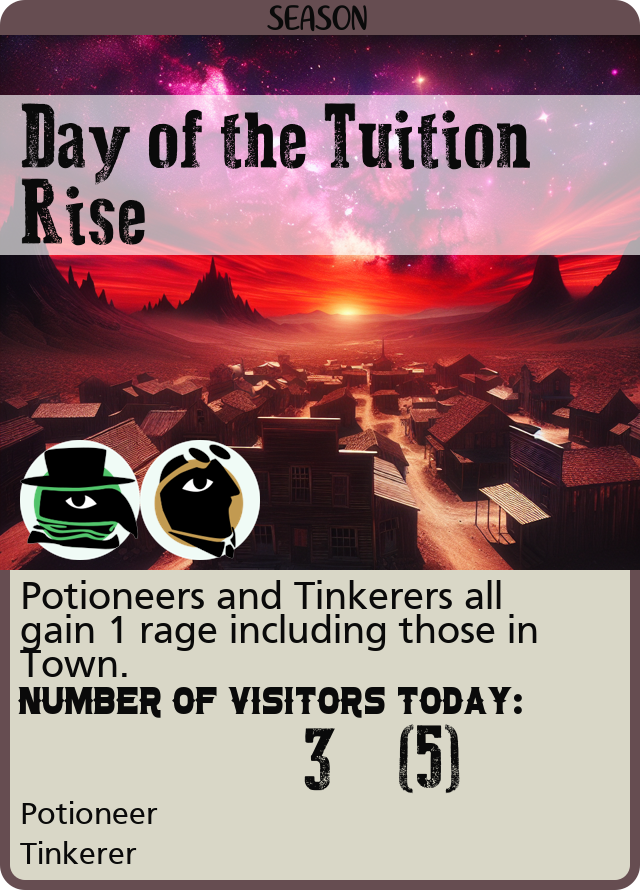 SEASON
Day of the Tuition
Rise
Potioneers and Tinkerers all
gain 1 rage including those in
Town.
NUMBER OF VISITORS TODAY:
3 (5)
Potioneer
Tinkerer